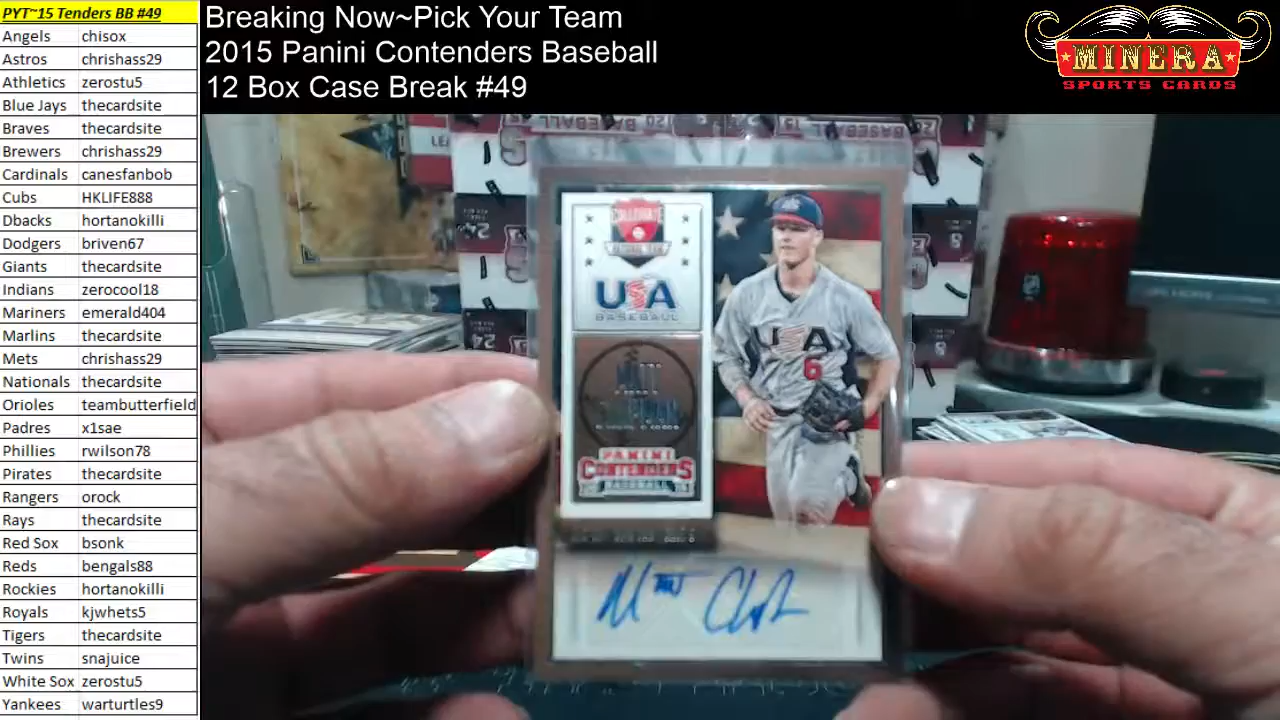 PYT~15 Tenders BB #49
Angels chisox
Astros chrishass29
Athletics zerostu5
Blue Jays thecardsite
Braves thecardsite
Brewers chrishass29
Cardinals canesfanbob
Cubs HKLIFE888
Dbacks hortanokilli
Dodgers briven67
Giants thecardsite
Indians zerocool18
Mariners emerald404
Marlins thecardsite
Mets chrishass29
Nationals thecardsite
Orioles teambutterfield
Padres x1sae
Phillies rwilson78
Pirates thecardsite
Rangers orock
Rays thecardsite
Red Sox bsonk
Reds bengals88
Rockies hortanokilli
Royals kjwhets5
Tigers thecardsite
Twins snajuice
White Sox zerostu5
Yankees warturtles9
Breaking Now~Pick Your Team
2015 Panini Contenders Baseball
12 Box Case Break #49
MINERA
SPORTS CARDS
COLLEGIATE
NATIONAL TEAM
USA
BASEBALL
MATT
PANINI
CONTENDERS
BASEBALL
USA
6